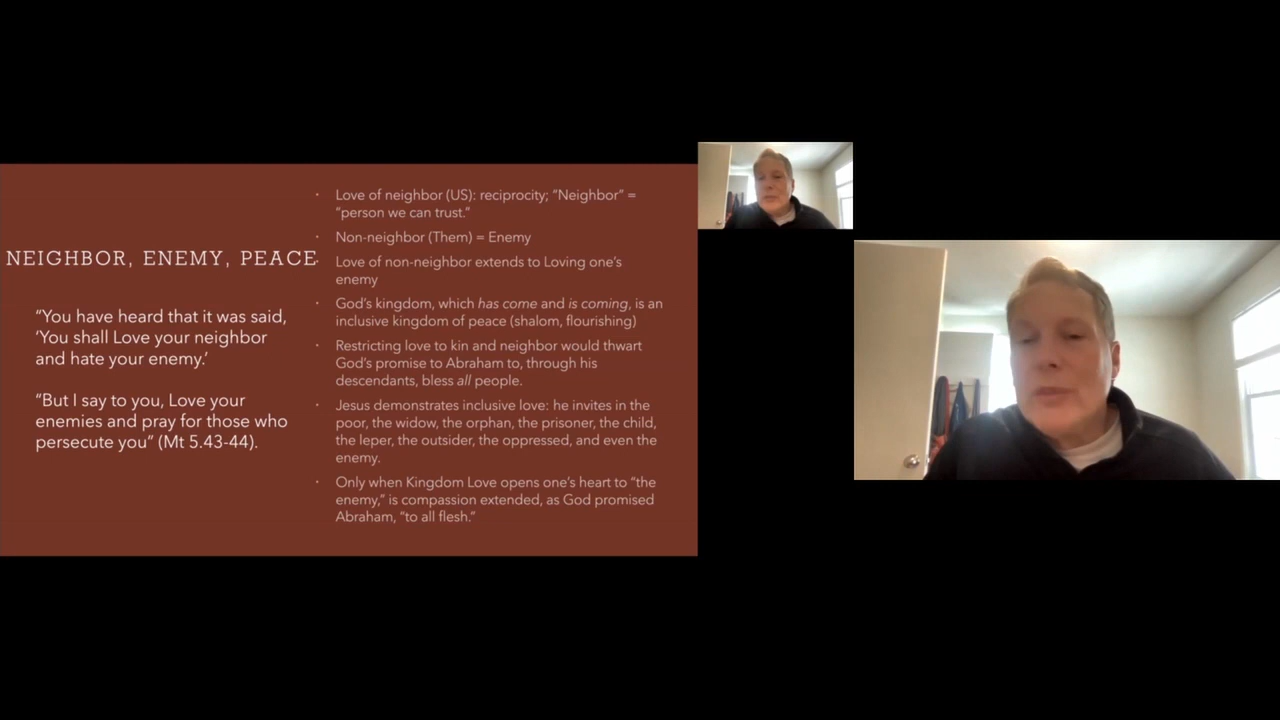 NEIGHBOR, ENEMY, PEACE
“You have heard that it was said,
‘You shall Love your neighbor
and hate your enemy.’
“But I say to you, Love your
enemies and pray for those who
persecute you” (Mt 5.43-44).
• Love of neighbor (US): reciprocity; “Neighbor” =
“person we can trust.”
• Non-neighbor (Them) = Enemy
• Love of non-neighbor extends to Loving one’s
enemy
• God’s kingdom, which has come and is coming, is an
inclusive kingdom of peace (shalom, flourishing)
• Restricting love to kin and neighbor would thwart
God’s promise to Abraham to, through his
descendants, bless all people.
• Jesus demonstrates inclusive love: he invites in the
poor, the widow, the orphan, the prisoner, the child,
the leper, the outsider, the oppressed, and even the
enemy.
• Only when Kingdom Love opens one’s heart to “the
enemy,” is compassion extended, as God promised
Abraham, “to all flesh.”